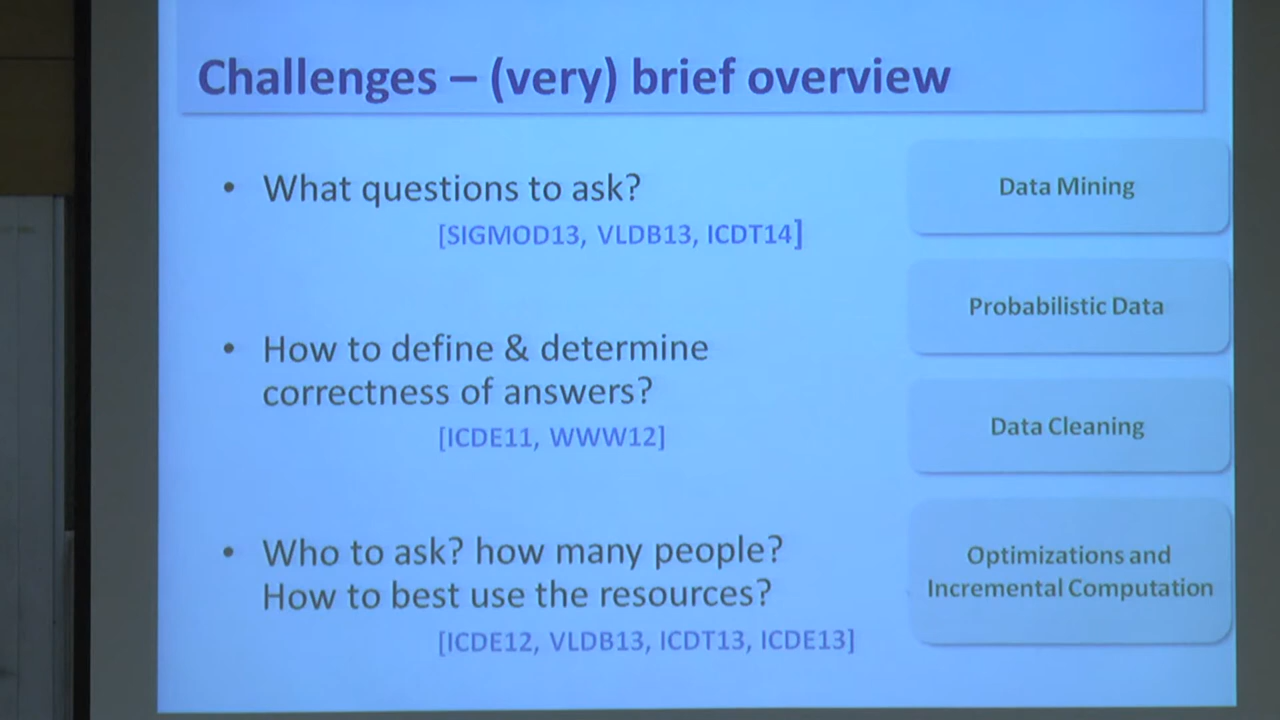 Challenges – (very) brief overview
• What questions to ask?
[SIGMOD13, VLDB13, ICDT14]
• How to define & determine
correctness of answers?
[ICDE11, WWW12]
• Who to ask? how many people?
How to best use the resources?
[ICDE12, VLDB13, ICDT13, ICDE13]
Data Mining
Probabilistic Data
Data Cleaning
Optimizations and
Incremental Computation